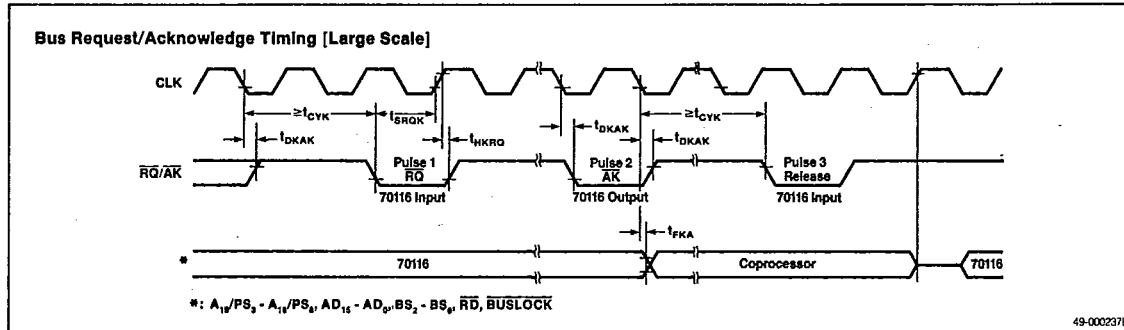 Bus Request/Acknowledge Timing [Large Scale]
CLK
≥tCYK
tSRQK
tHKRQ
tDKAK
tDKAK
≥tCYK
tDKAK
RQ/AK
Pulse 1
RQ
70116 Input
Pulse 2
AK
70116 Output
Pulse 3
Release
70116 Input
tFKA
*
70116
Coprocessor
70116
*: A19/PS3 - A16/PS0, AD15 - AD0, BS2 - BS0, RD, BUSLOCK
49-000237B